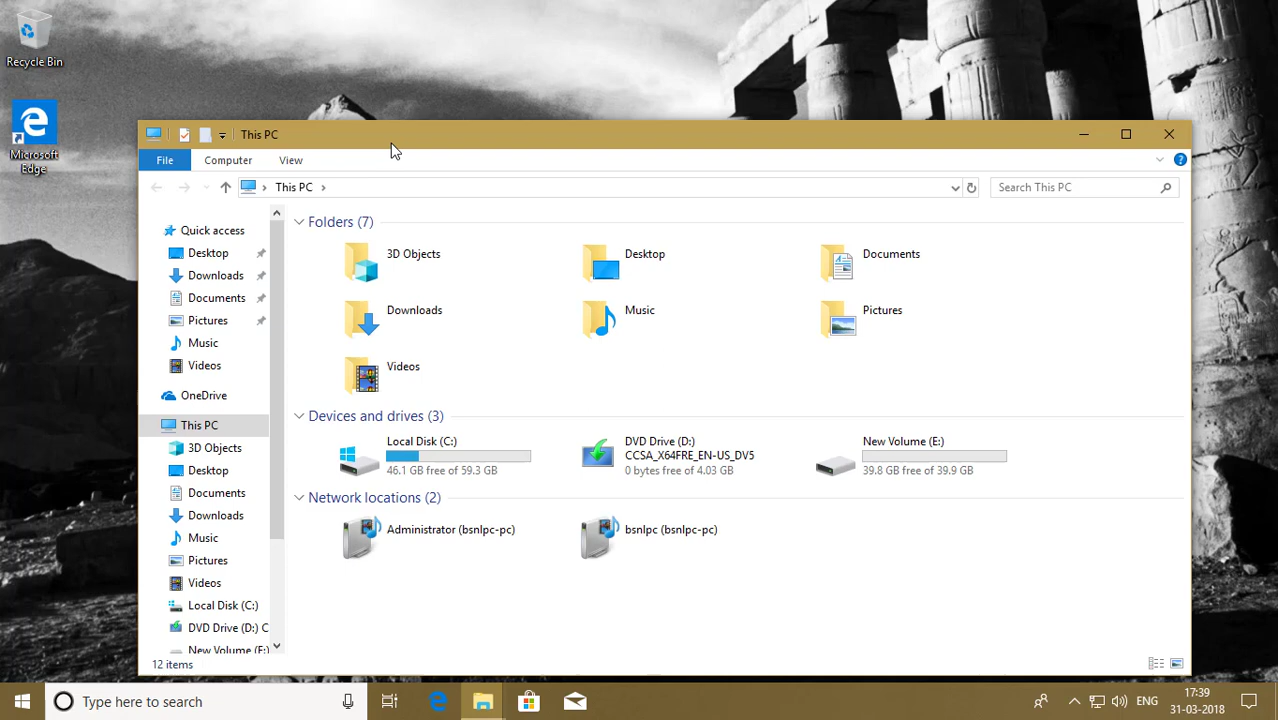 Recycle Bin
Microsoft
Edge
This PC
File Computer View
This PC
Search This PC
Quick access
Desktop
Downloads
Documents
Pictures
Music
Videos
OneDrive
This PC
3D Objects
Desktop
Documents
Downloads
Music
Pictures
Videos
Local Disk (C:)
DVD Drive (D:) C
New Volume (E:)
Folders (7)
3D Objects
Desktop
Documents
Downloads
Music
Pictures
Videos
Devices and drives (3)
Local Disk (C:)
46.1 GB free of 59.3 GB
DVD Drive (D:)
CCSA_X64FRE_EN-US_DV5
0 bytes free of 4.03 GB
New Volume (E:)
39.8 GB free of 39.9 GB
Network locations (2)
Administrator (bsnlpc-pc)
bsnlpc (bsnlpc-pc)
12 items
Type here to search
ENG
17:39
31-03-2018